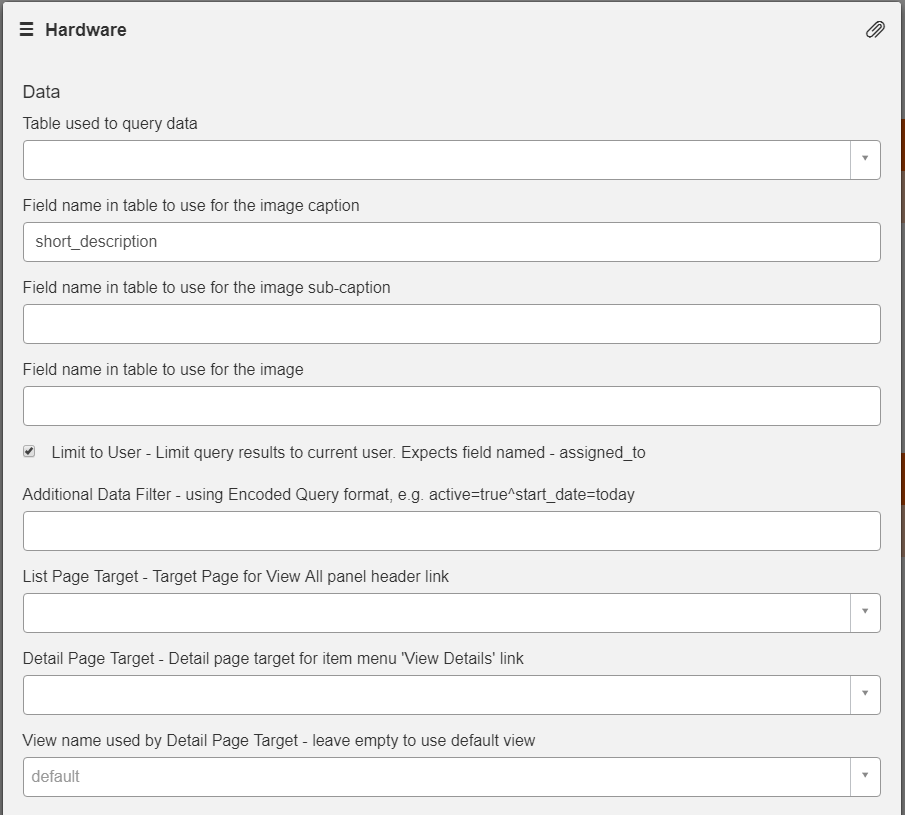 Hardware
Data
Table used to query data
Field name in table to use for the image caption
short_description
Field name in table to use for the image sub-caption
Field name in table to use for the image
Limit to User - Limit query results to current user. Expects field named - assigned_to
Additional Data Filter - using Encoded Query format, e.g. active=true^start_date=today
List Page Target - Target Page for View All panel header link
Detail Page Target - Detail page target for item menu 'View Details' link
View name used by Detail Page Target - leave empty to use default view
default